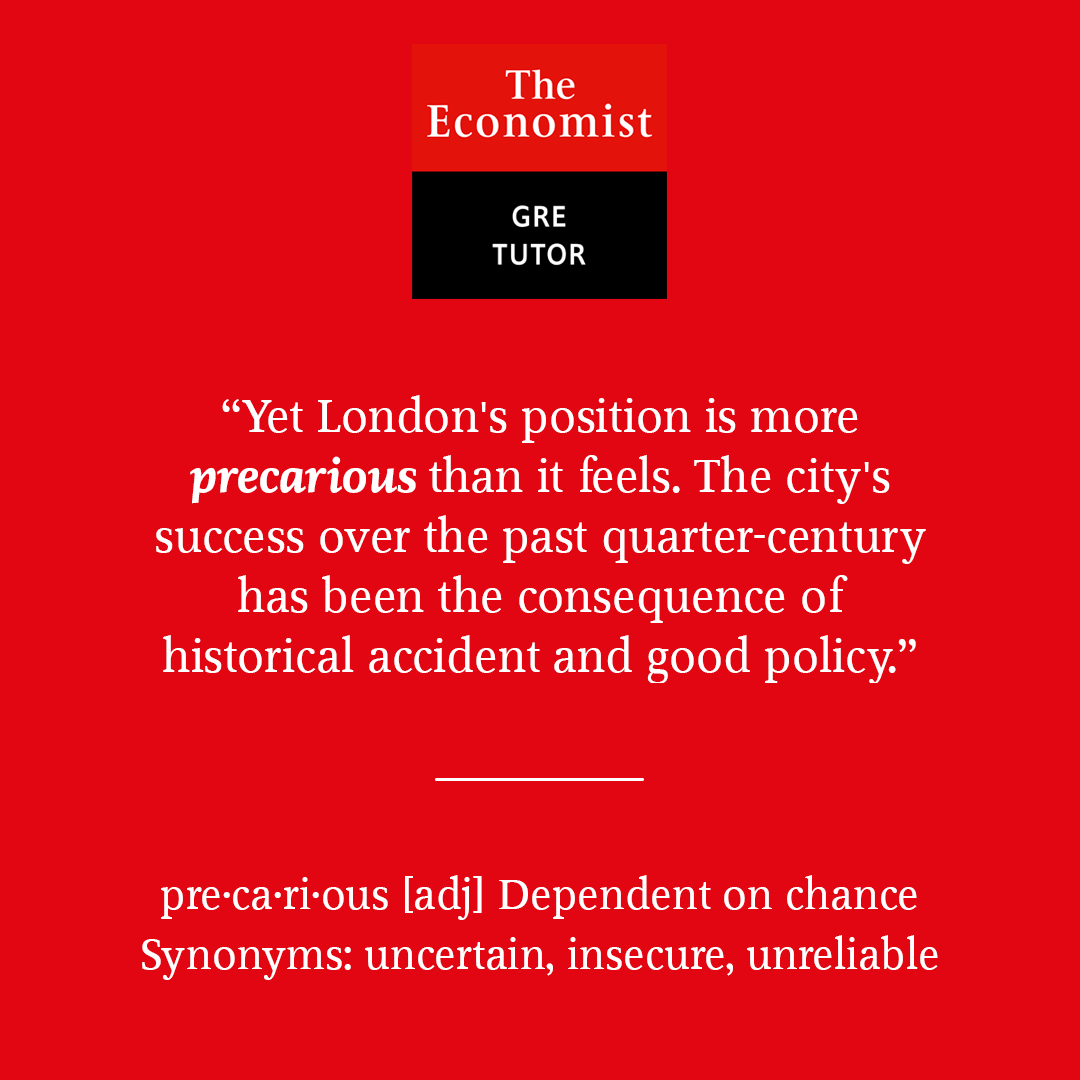 The
Economist
GRE
TUTOR
“Yet London's position is more
precarious than it feels. The city's
success over the past quarter-century
has been the consequence of
historical accident and good policy.”
pre·ca·ri·ous [adj] Dependent on chance
Synonyms: uncertain, insecure, unreliable